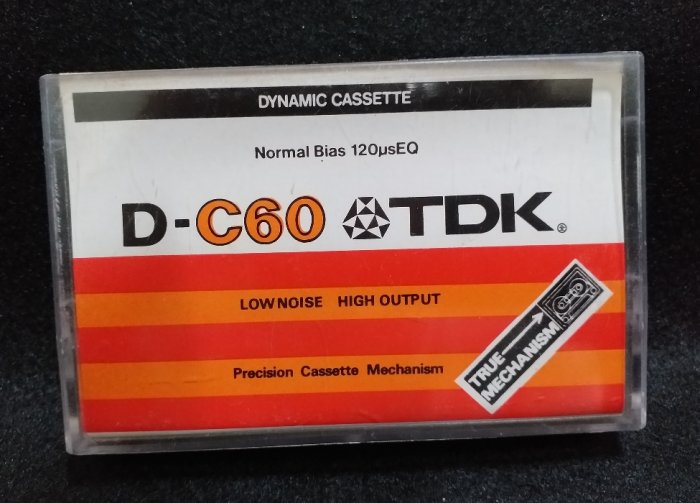 DYNAMIC CASSETTE
Normal Bias 120µsEQ
D-C60 TDK®
LOW NOISE HIGH OUTPUT
Precision Cassette Mechanism
TRUE
MECHANISM